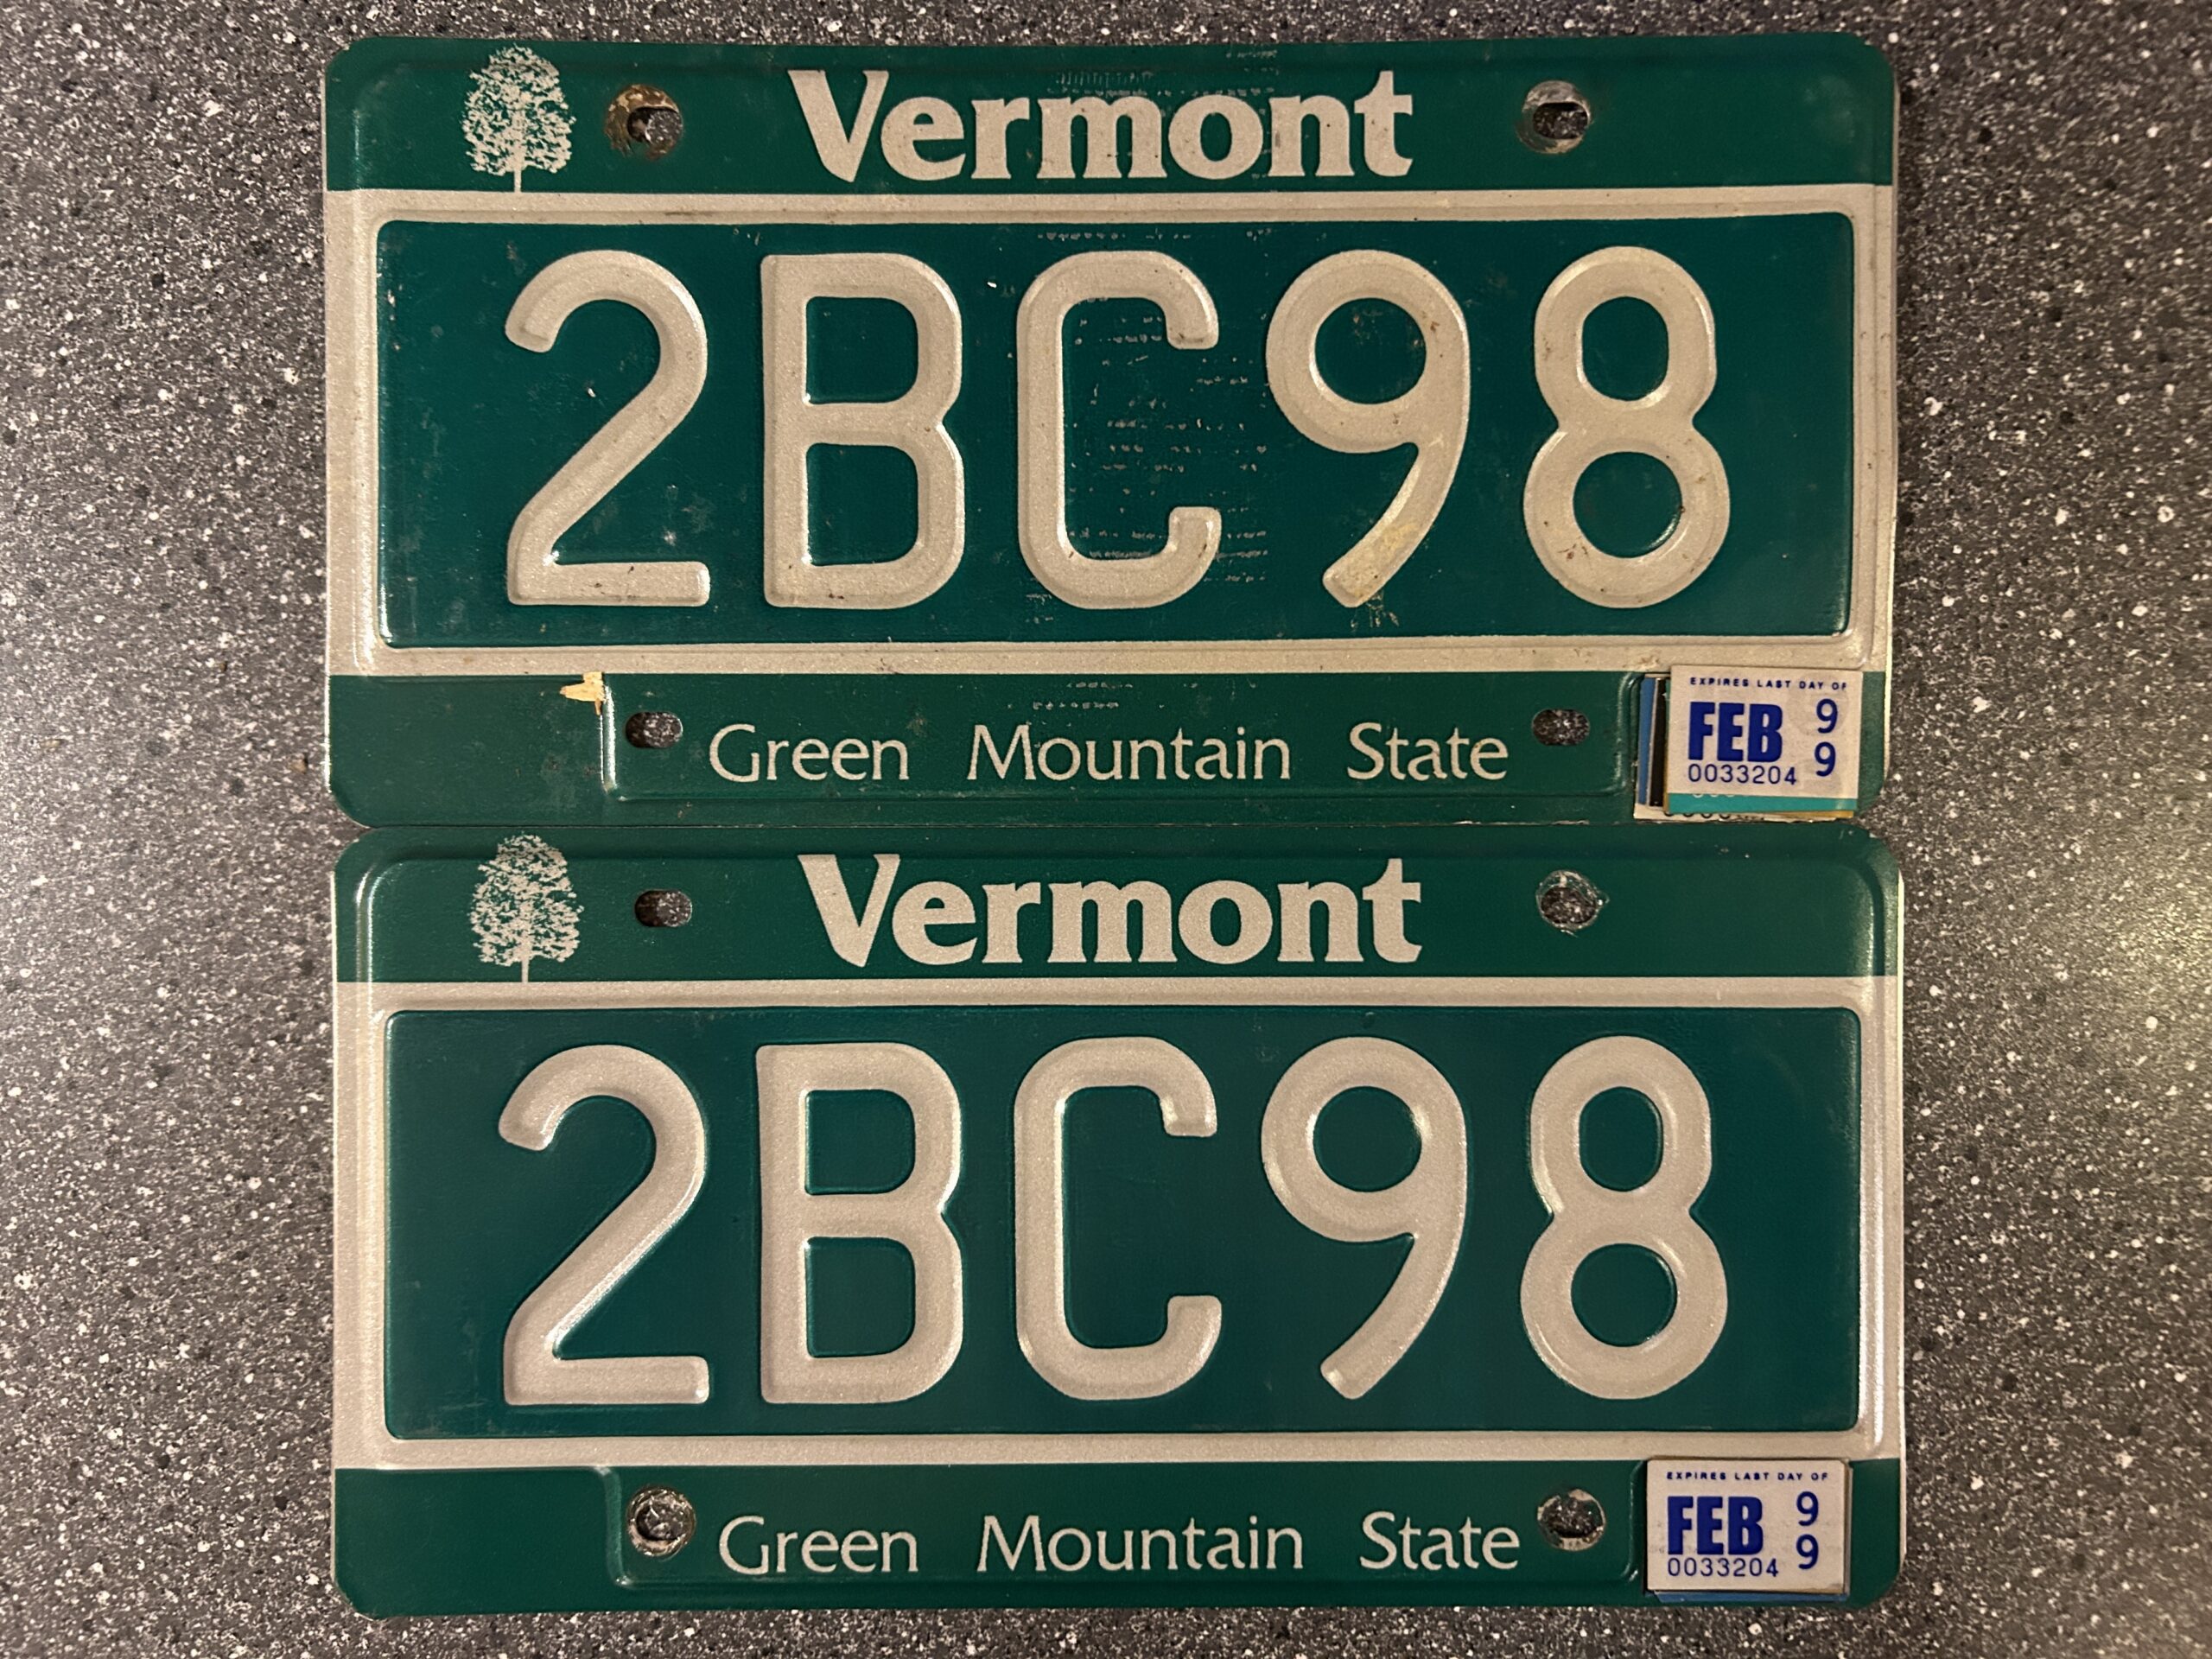 Vermont
2BC98
Green Mountain State
EXPIRES LAST DAY OF
FEB 99
0033204
Vermont
2BC98
Green Mountain State
EXPIRES LAST DAY OF
FEB 99
0033204